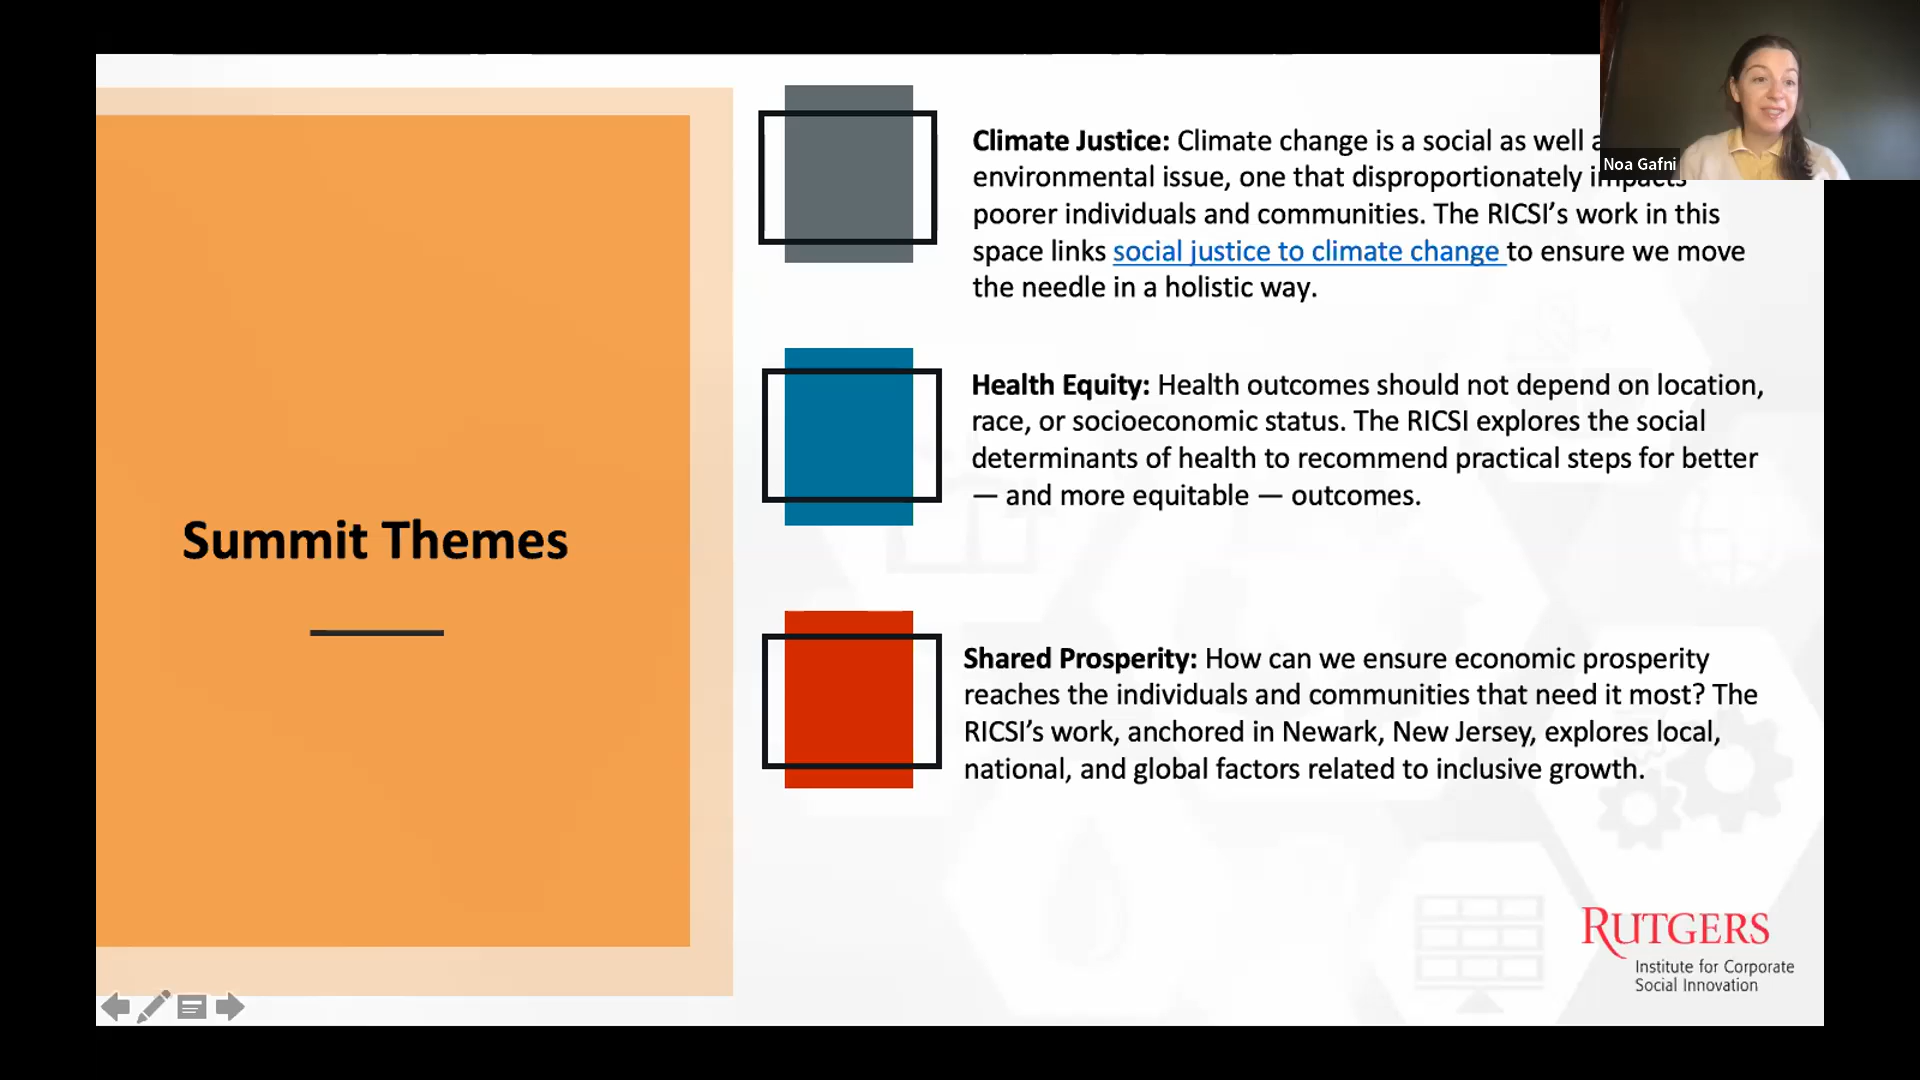 Summit Themes
Climate Justice: Climate change is a social as well
environmental issue, one that disproportionately impacts
poorer individuals and communities. The RICSI's work in this
space links social justice to climate change to ensure we move
the needle in a holistic way.
Health Equity: Health outcomes should not depend on location,
race, or socioeconomic status. The RICSI explores the social
determinants of health to recommend practical steps for better
— and more equitable — outcomes.
Shared Prosperity: How can we ensure economic prosperity
reaches the individuals and communities that need it most? The
RICSI's work, anchored in Newark, New Jersey, explores local,
national, and global factors related to inclusive growth.
Noa Gafni
RUTGERS
Institute for Corporate
Social Innovation